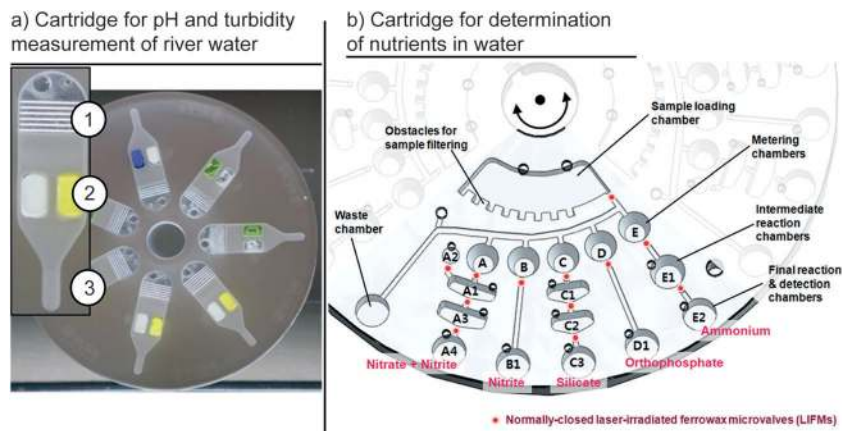 a) Cartridge for pH and turbidity
measurement of river water
1
2
3
b) Cartridge for determination
of nutrients in water
Sample loading
chamber
Obstacles for
sample filtering
Metering
chambers
Waste
chamber
Intermediate
reaction
chambers
Final reaction
& detection
chambers
A2
A
B
C
D
E
A1
C1
E1
A3
C2
E2
A4
B1
C3
D1
Ammonium
Orthophosphate
Nitrate + Nitrite
Nitrite
Silicate
Normally-closed laser-irradiated ferrowax microvalves (LIFMs)